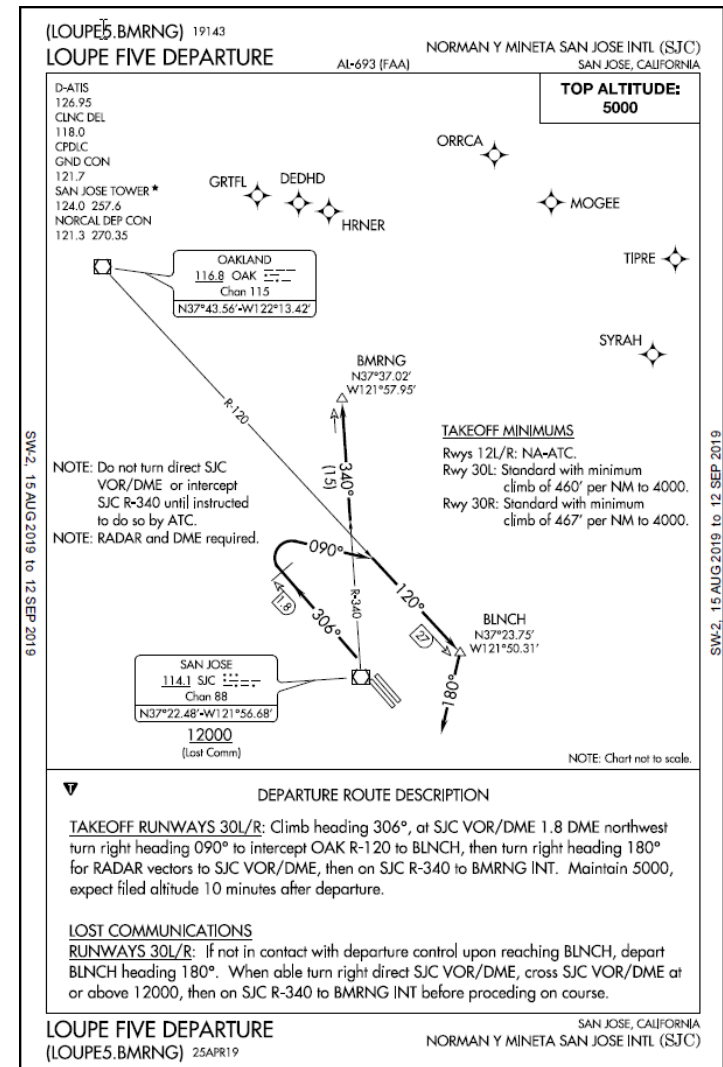 (LOUPE5.BMRNG) 19143
LOUPE FIVE DEPARTURE
AL-693 (FAA)
NORMAN Y MINETA SAN JOSE INTL (SJC)
SAN JOSE, CALIFORNIA
TOP ALTITUDE:
5000
D-ATIS
126.95
CLNC DEL
118.0
CPDLC
GND CON
121.7
SAN JOSE TOWER*
124.0 257.6
NORCAL DEP CON
121.3 270.35
ORRCA
GRTFL
DEDHD
HRNER
MOGEE
TIPRE
SYRAH
OAKLAND
116.8 OAK
Chan 115
N37°43.56'-W122°13.42'
R-120
BMRNG
N37°37.02'
W121°57.95'
TAKEOFF MINIMUMS
Rwys 12L/R: NA-ATC.
Rwy 30L: Standard with minimum
climb of 460' per NM to 4000.
Rwy 30R: Standard with minimum
climb of 467' per NM to 4000.
NOTE: Do not turn direct SJC
VOR/DME or intercept
SJC R-340 until instructed
to do so by ATC.
NOTE: RADAR and DME required.
340°
(15)
090°
1.8
306°
R-340
120°
27
BLNCH
N37°23.75'
W121°50.31'
180°
SAN JOSE
114.1 SJC
Chan 88
N37°22.48'-W121°56.68'
12000
(Lost Comm)
NOTE: Chart not to scale.
SW-2, 15 AUG 2019 to 12 SEP 2019
SW-2, 15 AUG 2019 to 12 SEP 2019
T
DEPARTURE ROUTE DESCRIPTION
TAKEOFF RUNWAYS 30L/R: Climb heading 306°, at SJC VOR/DME 1.8 DME northwest
turn right heading 090° to intercept OAK R-120 to BLNCH, then turn right heading 180°
for RADAR vectors to SJC VOR/DME, then on SJC R-340 to BMRNG INT. Maintain 5000,
expect filed altitude 10 minutes after departure.
LOST COMMUNICATIONS
RUNWAYS 30L/R: If not in contact with departure control upon reaching BLNCH, depart
BLNCH heading 180°. When able turn right direct SJC VOR/DME, cross SJC VOR/DME at
or above 12000, then on SJC R-340 to BMRNG INT before proceding on course.
LOUPE FIVE DEPARTURE
(LOUPE5.BMRNG) 25APR19
SAN JOSE, CALIFORNIA
NORMAN Y MINETA SAN JOSE INTL (SJC)